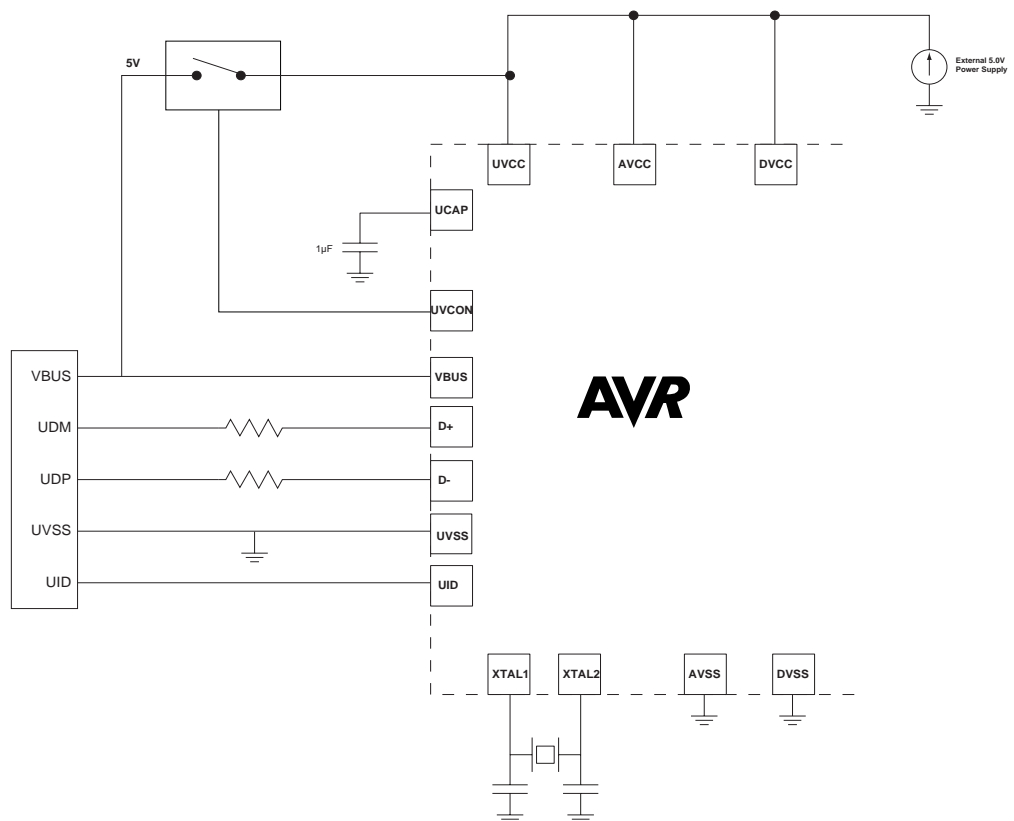 5V
External 5.0V
Power Supply
UVCC
AVCC
DVCC
UCAP
1µF
UVCON
VBUS
VBUS
UDM
D+
UDP
D-
UVSS
UVSS
UID
UID
AVR
XTAL1
XTAL2
AVSS
DVSS